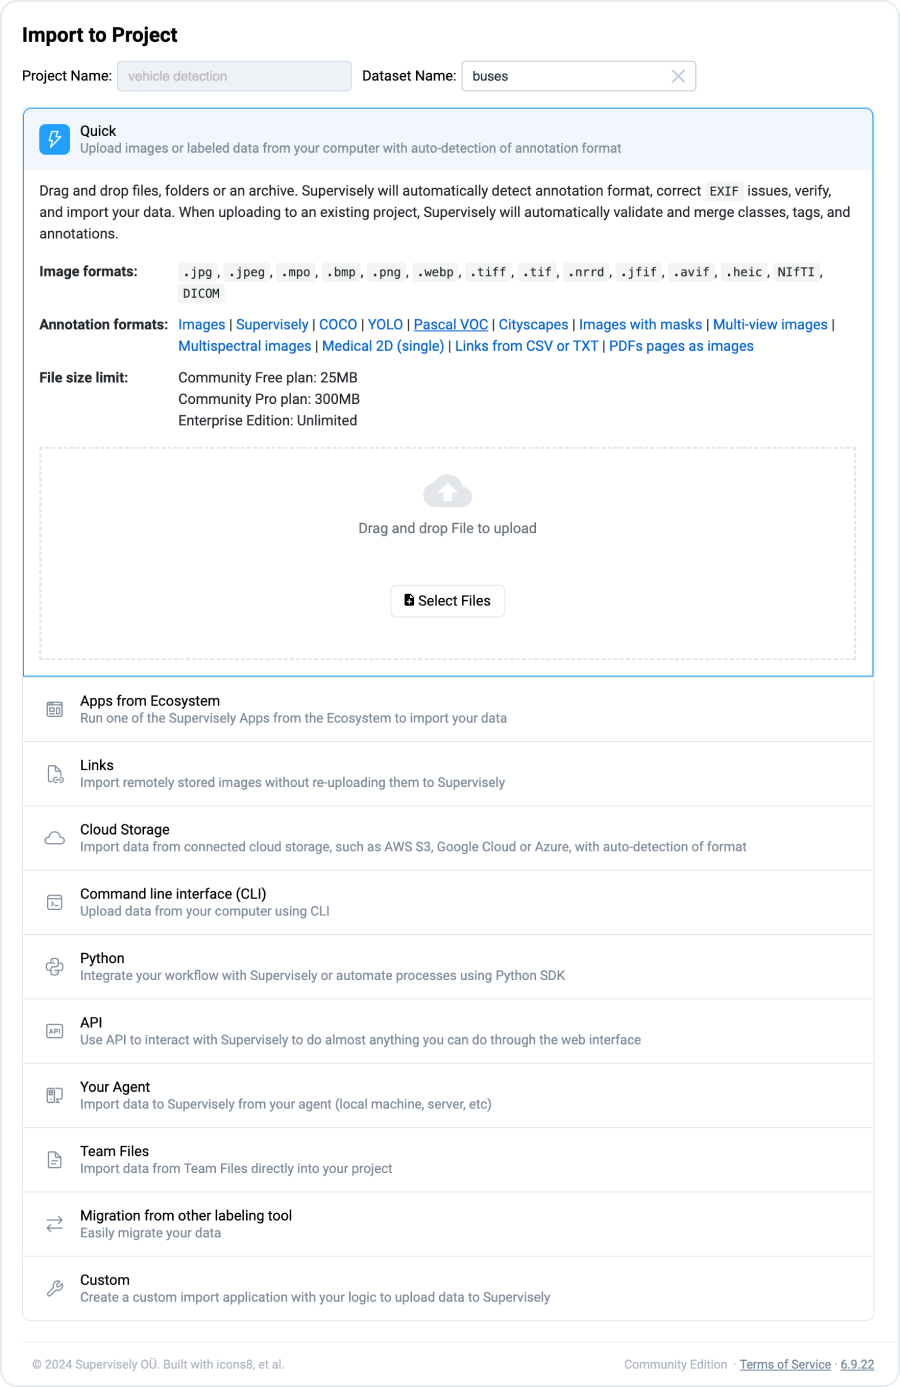 Import to Project
Project Name: vehicle detection Dataset Name: buses
Quick
Upload images or labeled data from your computer with auto-detection of annotation format
Drag and drop files, folders or an archive. Supervisely will automatically detect annotation format, correct EXIF issues, verify,
and import your data. When uploading to an existing project, Supervisely will automatically validate and merge classes, tags, and
annotations.
Image formats: .jpg, .jpeg, .mpo, .bmp, .png, .webp, .tiff, .tif, .nrrd, .jfif, .avif, .heic, NIfTI,
DICOM
Annotation formats: Images | Supervisely | COCO | YOLO | Pascal VOC | Cityscapes | Images with masks | Multi-view images |
Multispectral images | Medical 2D (single) | Links from CSV or TXT | PDFs pages as images
File size limit: Community Free plan: 25MB
Community Pro plan: 300MB
Enterprise Edition: Unlimited
Drag and drop File to upload
Select Files
Apps from Ecosystem
Run one of the Supervisely Apps from the Ecosystem to import your data
Links
Import remotely stored images without re-uploading them to Supervisely
Cloud Storage
Import data from connected cloud storage, such as AWS S3, Google Cloud or Azure, with auto-detection of format
Command line interface (CLI)
Upload data from your computer using CLI
Python
Integrate your workflow with Supervisely or automate processes using Python SDK
API
API
Use API to interact with Supervisely to do almost anything you can do through the web interface
Your Agent
Import data to Supervisely from your agent (local machine, server, etc)
Team Files
Import data from Team Files directly into your project
Migration from other labeling tool
Easily migrate your data
Custom
Create a custom import application with your logic to upload data to Supervisely
© 2024 Supervisely OÜ. Built with icons8, et al. Community Edition · Terms of Service · 6.9.22